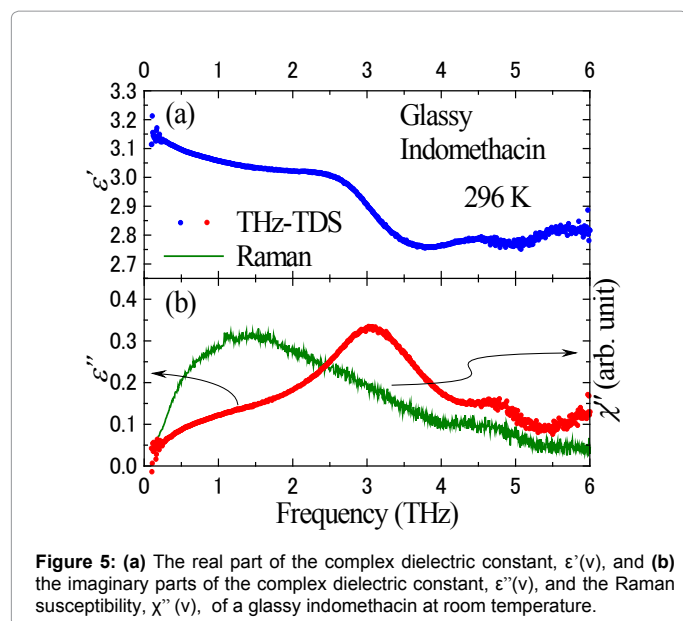 0 1 2 3 4 5 6
3.3
(a)
Glassy
Indomethacin
3.2
3.1
3.0
296 K
ε'
2.9
THz-TDS
2.8
Raman
2.7
0.4
(b)
0.3
ε''
0.2
χ'' (arb. unit)
0.1
0.0
0 1 2 3 4 5 6
Frequency (THz)
Figure 5: (a) The real part of the complex dielectric constant, ε’(ν), and (b)
the imaginary parts of the complex dielectric constant, ε”(ν), and the Raman
susceptibility, χ” (ν), of a glassy indomethacin at room temperature.